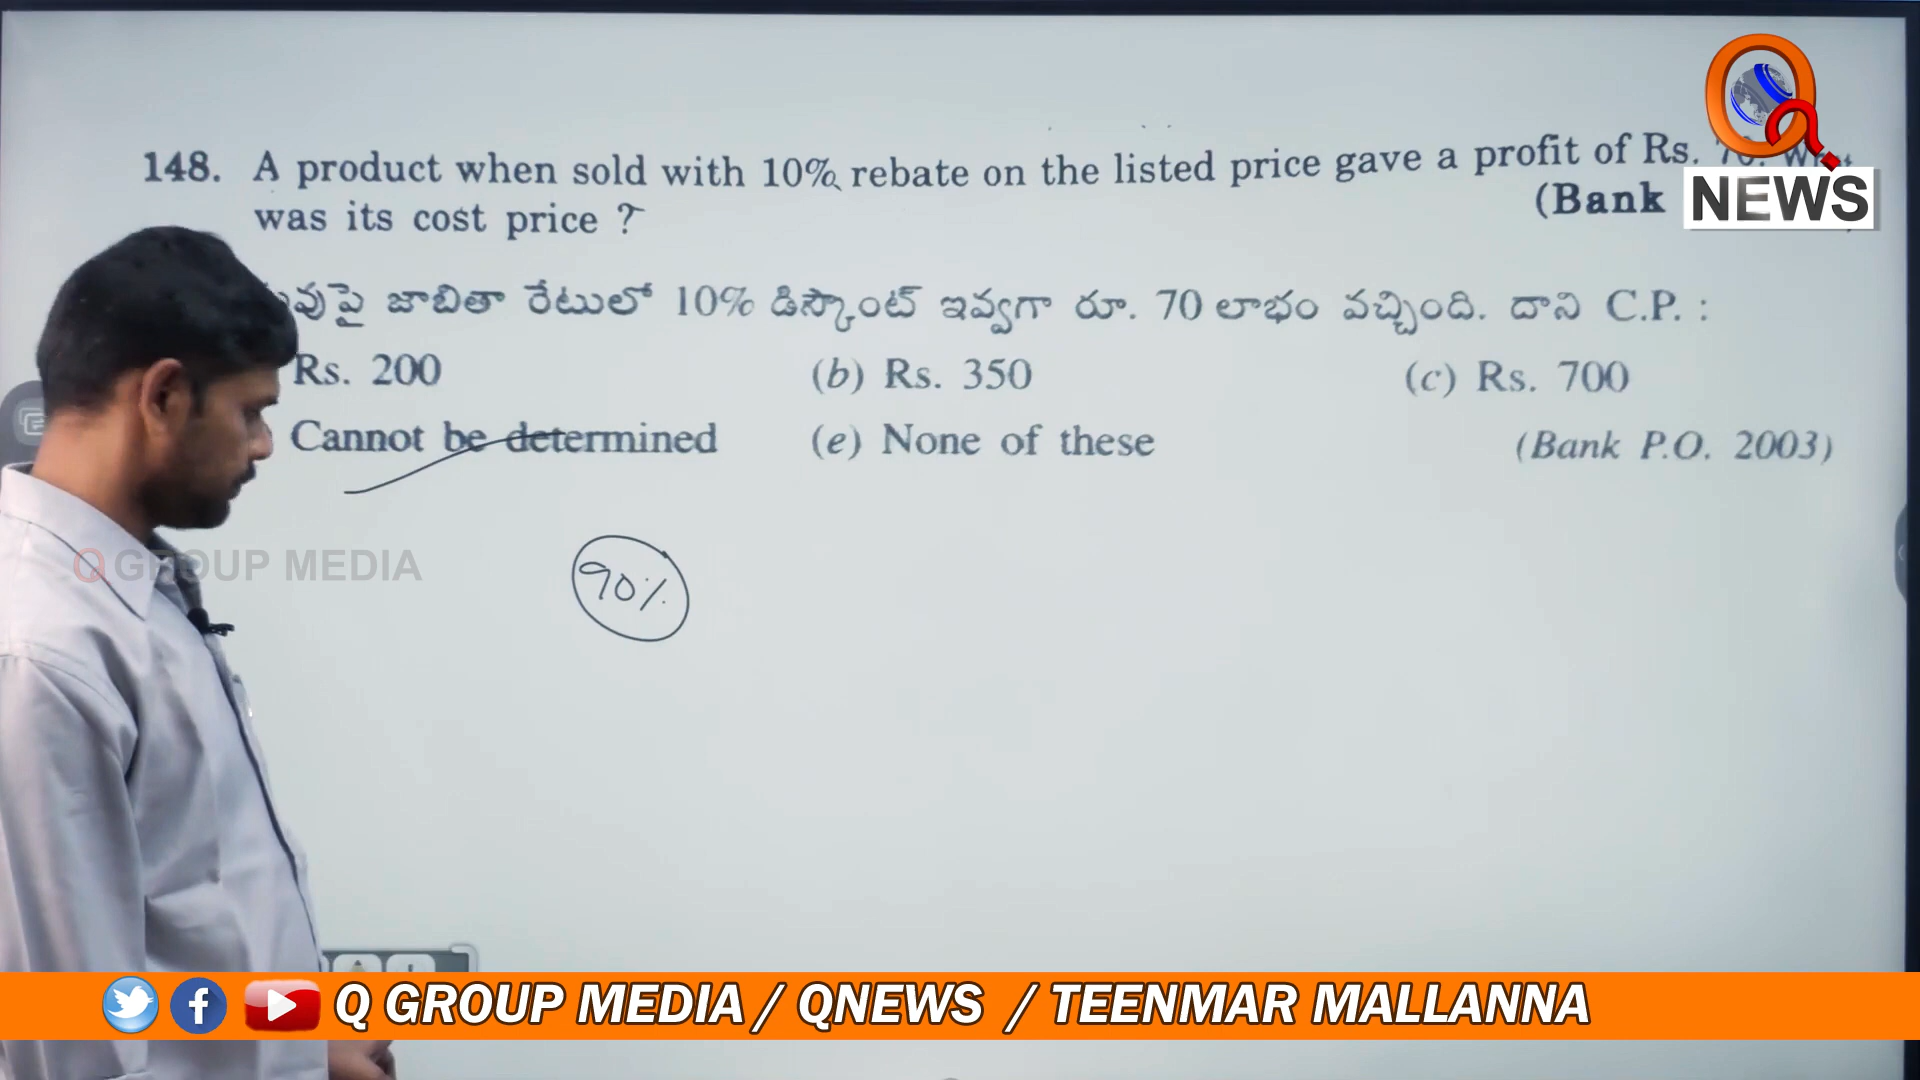 148. A product when sold with 10% rebate on the listed price gave a profit of Rs.
was its cost price ? (Bank
జాబితా రేటులో 10% డిస్కౌంట్ ఇవ్వగా రూ. 70 లాభం వచ్చింది. దాని C.P. :
Rs. 200 (b) Rs. 350 (c) Rs. 700
Cannot be determined (e) None of these (Bank P.O. 2003)
90%
Q GROUP MEDIA
Q
NEWS
Q GROUP MEDIA / QNEWS / TEENMAR MALLANNA